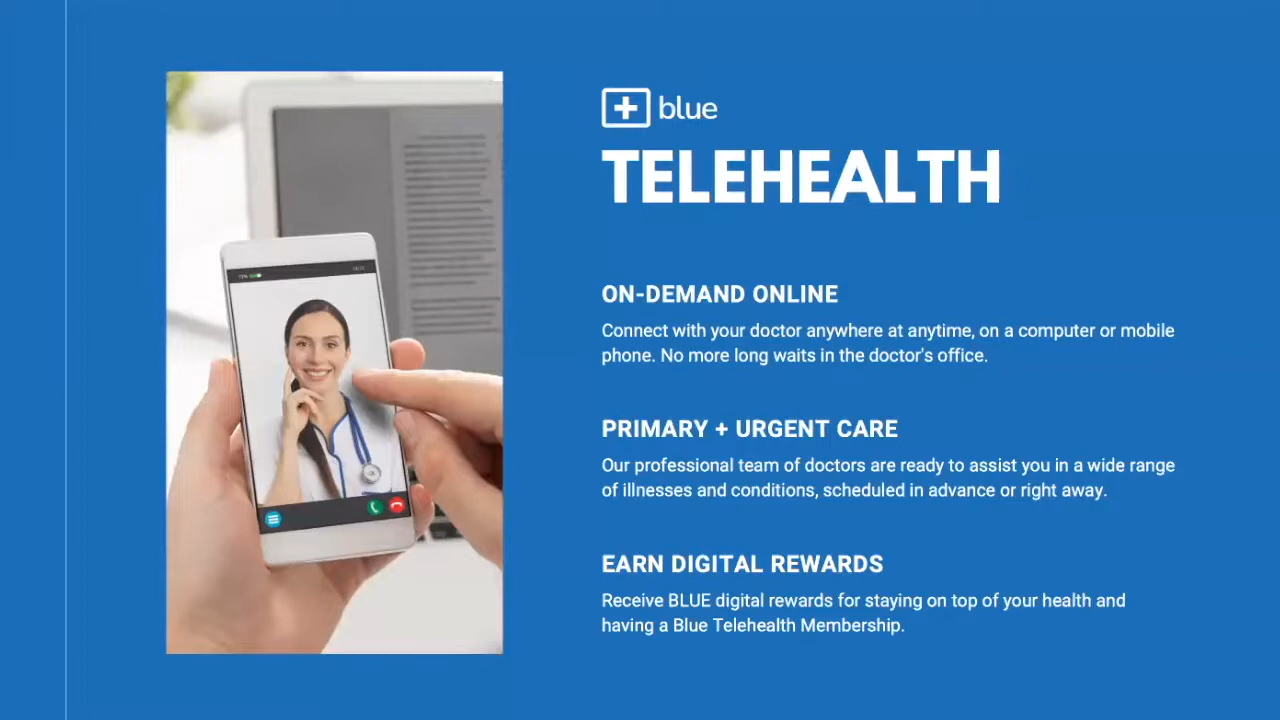 blue
TELEHEALTH
ON-DEMAND ONLINE
Connect with your doctor anywhere at anytime, on a computer or mobile
phone. No more long waits in the doctor's office.
PRIMARY + URGENT CARE
Our professional team of doctors are ready to assist you in a wide range
of illnesses and conditions, scheduled in advance or right away.
EARN DIGITAL REWARDS
Receive BLUE digital rewards for staying on top of your health and
having a Blue Telehealth Membership.